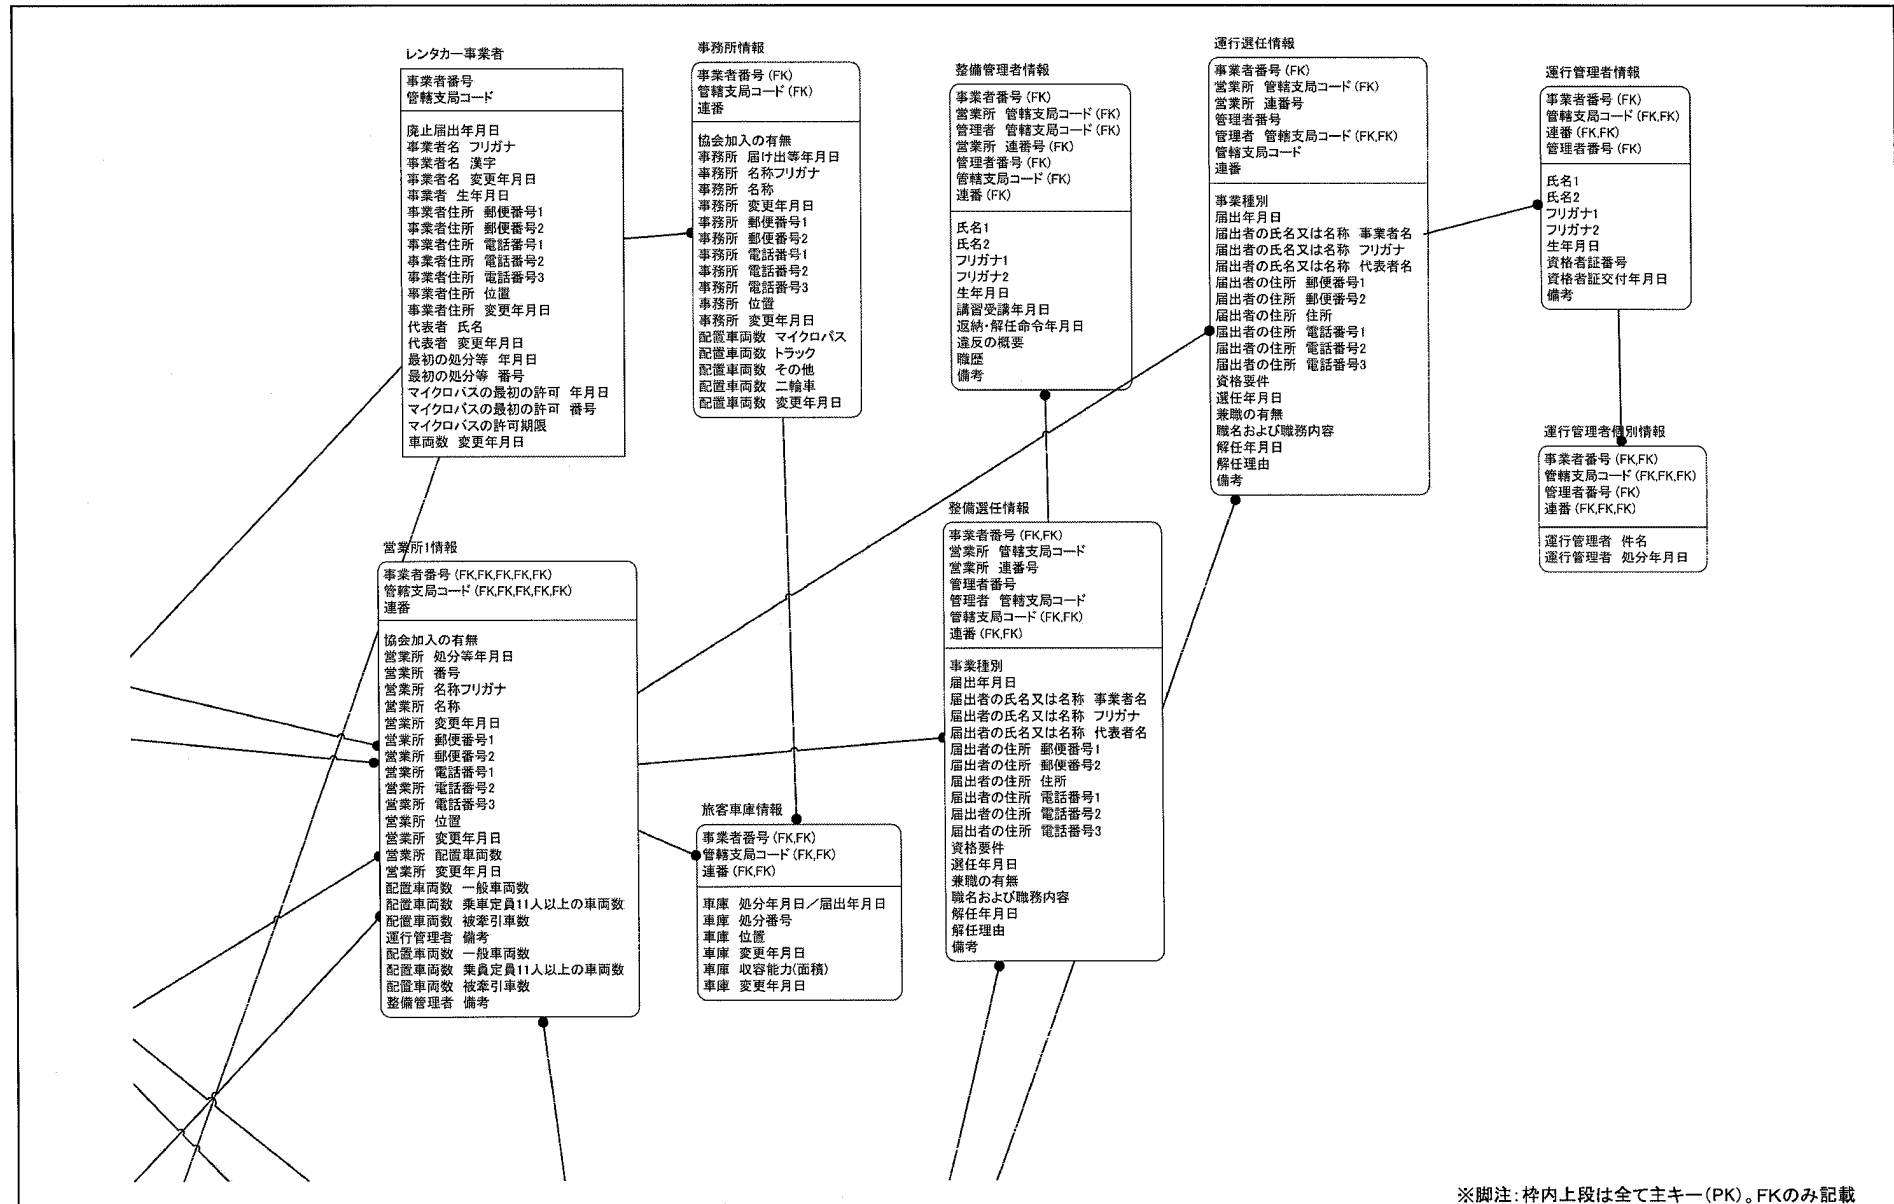 レンタカー事業者
事業者番号
管轄支局コード
廃止届出年月日
事業者名 フリガナ
事業者名 漢字
事業者名 変更年月日
事業者 生年月日
事業者住所 郵便番号1
事業者住所 郵便番号2
事業者住所 電話番号1
事業者住所 電話番号2
事業者住所 電話番号3
事業者住所 位置
事業者住所 変更年月日
代表者 氏名
代表者 変更年月日
最初の処分等 年月日
最初の処分等 番号
マイクロバスの最初の許可 年月日
マイクロバスの最初の許可 番号
マイクロバスの許可期限
車両数 変更年月日
事務所情報
事業者番号 (FK)
管轄支局コード (FK)
連番
協会加入の有無
事務所 届け出等年月日
事務所 名称フリガナ
事務所 名称
事務所 変更年月日
事務所 郵便番号1
事務所 郵便番号2
事務所 電話番号1
事務所 電話番号2
事務所 電話番号3
事務所 位置
事務所 変更年月日
配置車両数 マイクロバス
配置車両数 トラック
配置車両数 その他
配置車両数 二輪車
配置車両数 変更年月日
整備管理者情報
事業者番号 (FK)
営業所 管轄支局コード (FK)
管理者 管轄支局コード (FK)
営業所 連番号 (FK)
管理者番号 (FK)
管轄支局コード (FK)
連番 (FK)
氏名1
氏名2
フリガナ1
フリガナ2
生年月日
講習受講年月日
返納・解任命令年月日
違反の概要
職歴
備考
運行選任情報
事業者番号 (FK)
営業所 管轄支局コード (FK)
営業所 連番号
管理者番号
管理者 管轄支局コード (FK,FK)
管轄支局コード
連番
事業種別
届出年月日
届出者の氏名又は名称 事業者名
届出者の氏名又は名称 フリガナ
届出者の氏名又は名称 代表者名
届出者の住所 郵便番号1
届出者の住所 郵便番号2
届出者の住所 住所
届出者の住所 電話番号1
届出者の住所 電話番号2
届出者の住所 電話番号3
資格要件
選任年月日
兼職の有無
職名および職務内容
解任年月日
解任理由
備考
運行管理者情報
事業者番号 (FK)
管轄支局コード (FK,FK)
連番 (FK,FK)
管理者番号 (FK)
氏名1
氏名2
フリガナ1
フリガナ2
生年月日
資格者証番号
資格者証交付年月日
備考
運行管理者個別情報
事業者番号 (FK,FK)
管轄支局コード (FK,FK,FK)
管理者番号 (FK)
連番 (FK,FK,FK)
運行管理者 件名
運行管理者 処分年月日
営業所1情報
事業者番号 (FK,FK,FK,FK,FK)
管轄支局コード (FK,FK,FK,FK,FK)
連番
協会加入の有無
営業所 処分等年月日
営業所 番号
営業所 名称フリガナ
営業所 名称
営業所 変更年月日
営業所 郵便番号1
営業所 郵便番号2
営業所 電話番号1
営業所 電話番号2
営業所 電話番号3
営業所 位置
営業所 変更年月日
営業所 配置車両数
営業所 変更年月日
配置車両数 一般車両数
配置車両数 乗車定員11人以上の車両数
配置車両数 被牽引車数
運行管理者 備考
配置車両数 一般車両数
配置車両数 乗員定員11人以上の車両数
配置車両数 被牽引車数
整備管理者 備考
旅客車庫情報
事業者番号 (FK,FK)
管轄支局コード (FK,FK)
連番 (FK,FK)
車庫 処分年月日／届出年月日
車庫 処分番号
車庫 位置
車庫 変更年月日
車庫 収容能力(面積)
車庫 変更年月日
整備選任情報
事業者番号 (FK,FK)
営業所 管轄支局コード
営業所 連番号
管理者番号
管理者 管轄支局コード
管轄支局コード (FK,FK)
連番 (FK,FK)
事業種別
届出年月日
届出者の氏名又は名称 事業者名
届出者の氏名又は名称 フリガナ
届出者の氏名又は名称 代表者名
届出者の住所 郵便番号1
届出者の住所 郵便番号2
届出者の住所 住所
届出者の住所 電話番号1
届出者の住所 電話番号2
届出者の住所 電話番号3
資格要件
選任年月日
兼職の有無
職名および職務内容
解任年月日
解任理由
備考
※脚注：枠内上段は全て主キー(PK)。FKのみ記載